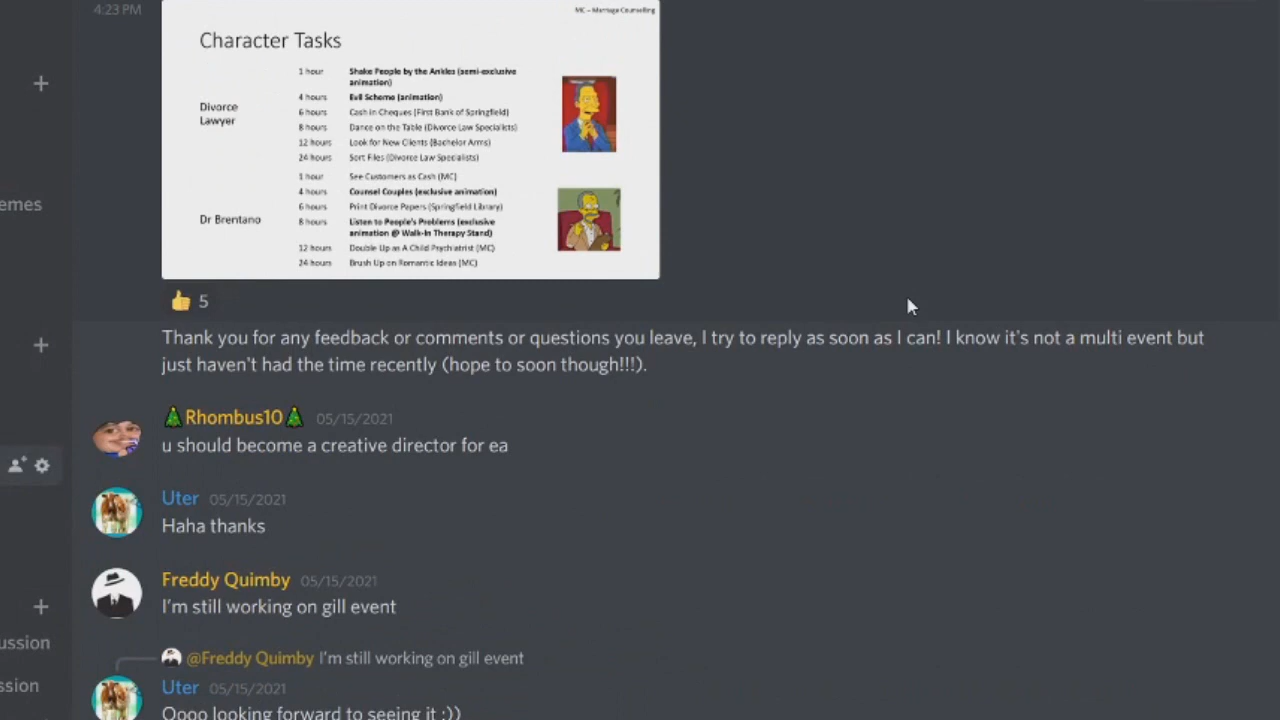 4:23 PM
MC – Marriage Counselling
Character Tasks
1 hour Shake People by the Ankles (semi-exclusive
animation)
Divorce
Lawyer
4 hours Evil Scheme (animation)
6 hours Cash in Cheques (First Bank of Springfield)
8 hours Dance on the Table (Divorce Law Specialists)
12 hours Look for New Clients (Bachelor Arms)
24 hours Sort Files (Divorce Law Specialists)
1 hour See Customers as Cash (MC)
4 hours Counsel Couples (exclusive animation)
6 hours Print Divorce Papers (Springfield Library)
Dr Brentano
8 hours Listen to People's Problems (exclusive
animation @ Walk-In Therapy Stand)
12 hours Double Up as A Child Psychiatrist (MC)
24 hours Brush Up on Romantic Ideas (MC)
emes
5
Thank you for any feedback or comments or questions you leave, I try to reply as soon as I can! I know it's not a multi event but
just haven't had the time recently (hope to soon though!!!).
Rhombus10 05/15/2021
u should become a creative director for ea
Uter 05/15/2021
Haha thanks
Freddy Quimby 05/15/2021
I'm still working on gill event
ussion
@Freddy Quimby I'm still working on gill event
ssion
Uter 05/15/2021
Oooo looking forward to seeing it :))